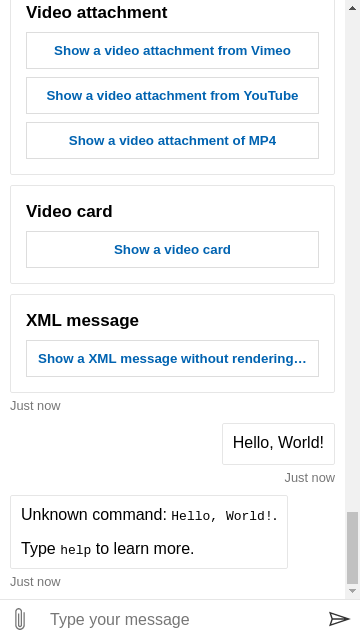 Video attachment
Show a video attachment from Vimeo
Show a video attachment from YouTube
Show a video attachment of MP4
Video card
Show a video card
XML message
Show a XML message without rendering…
Just now
Hello, World!
Just now
Unknown command: Hello, World!.
Type help to learn more.
Just now
Type your message